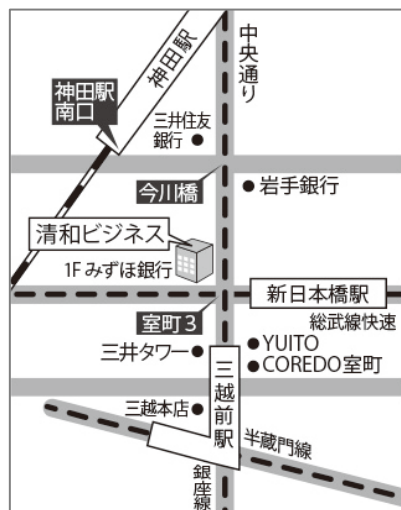 中央通り
神田駅
神田駅
南口
三井住友
銀行
今川橋
岩手銀行
清和ビジネス
1Fみずほ銀行
新日本橋駅
総武線快速
室町3
三井タワー
YUITO
COREDO室町
三越前駅
三越本店
半蔵門線
銀座線